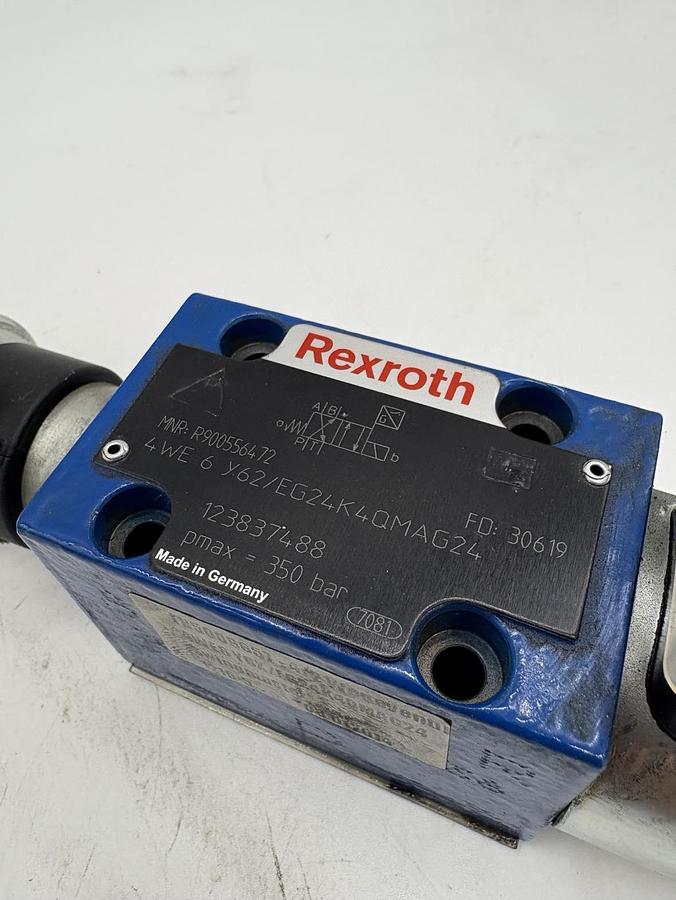 Rexroth
A B
G
a
b
P T
MNR: R900556472
4WE 6 Y62/EG24K4QMAG24
FD: 30619
123837488
pmax = 350 bar
Made in Germany
7081